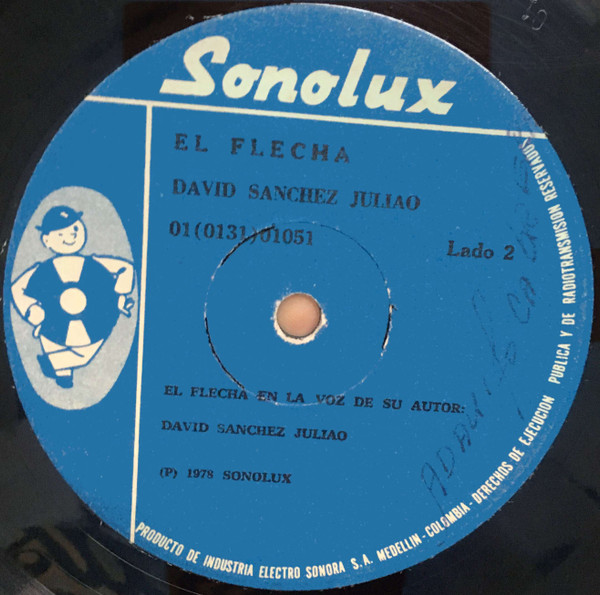 Sonolux
EL FLECHA
DAVID SANCHEZ JULIAO
01(0131)01051
Lado 2
EL FLECHA EN LA VOZ DE SU AUTOR:
DAVID SANCHEZ JULIAO
(P) 1978 SONOLUX
PRODUCTO DE INDUSTRIA ELECTRO SONORA S.A. MEDELLIN - COLOMBIA - DERECHOS DE EJECUCION PUBLICA Y DE RADIOTRANSMISION RESERVADOS